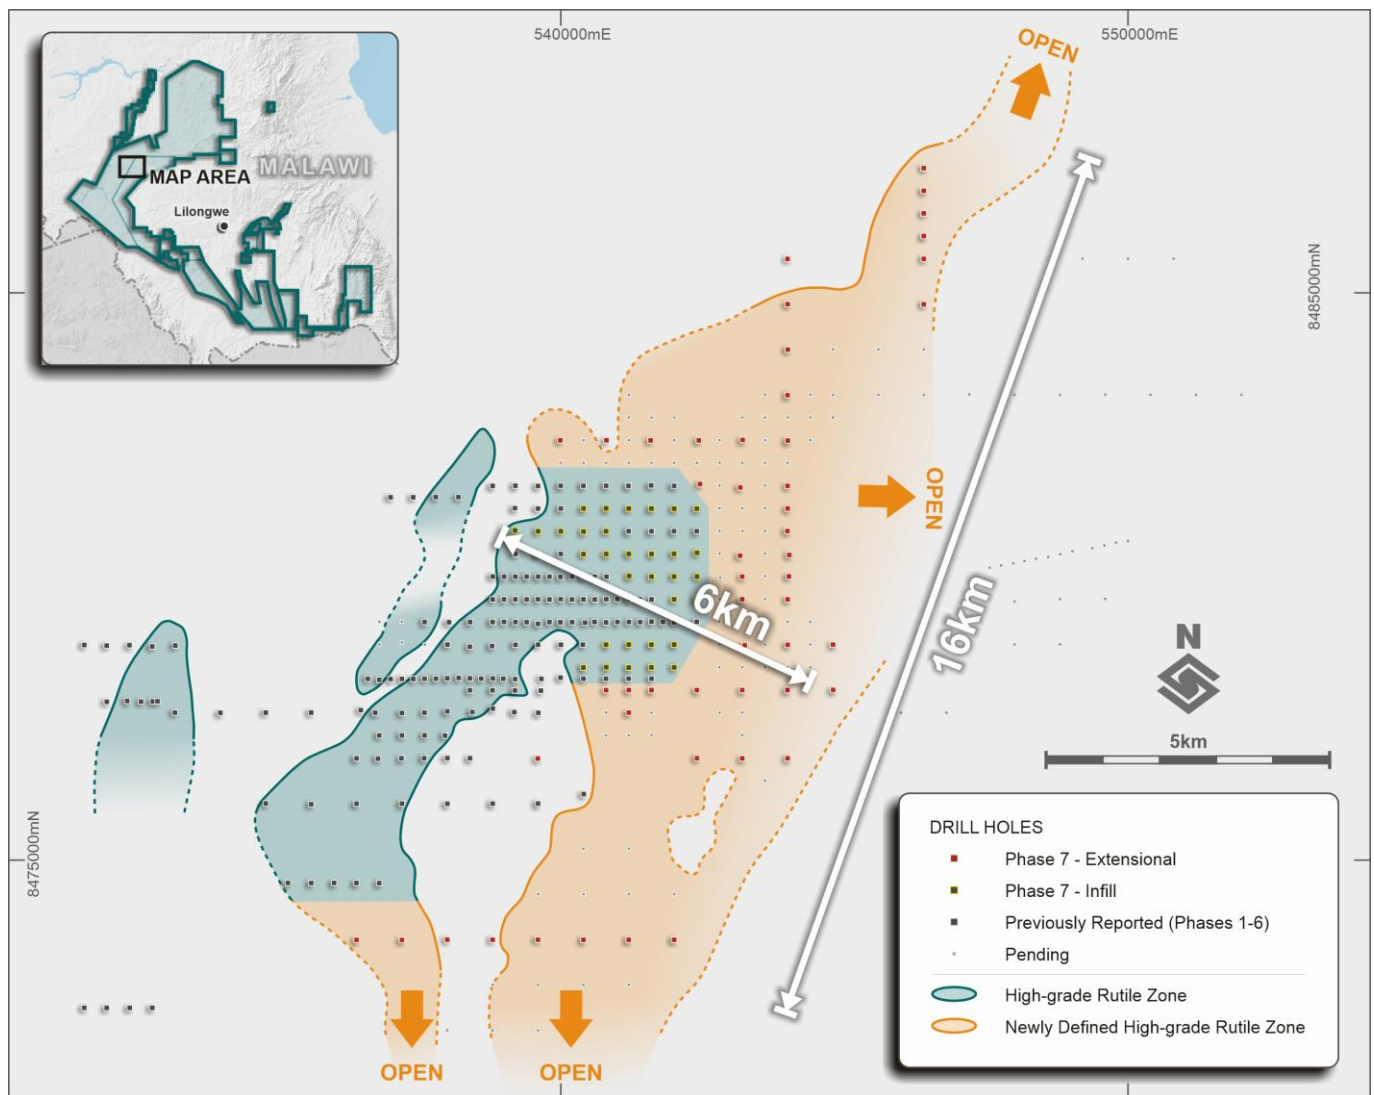 540000mE
550000mE
OPEN
MALAWI
MAP AREA
Lilongwe
8485000mN
OPEN
6km
16km
N
5km
8475000mN
DRILL HOLES
Phase 7 - Extensional
Phase 7 - Infill
Previously Reported (Phases 1-6)
Pending
High-grade Rutile Zone
Newly Defined High-grade Rutile Zone
OPEN
OPEN